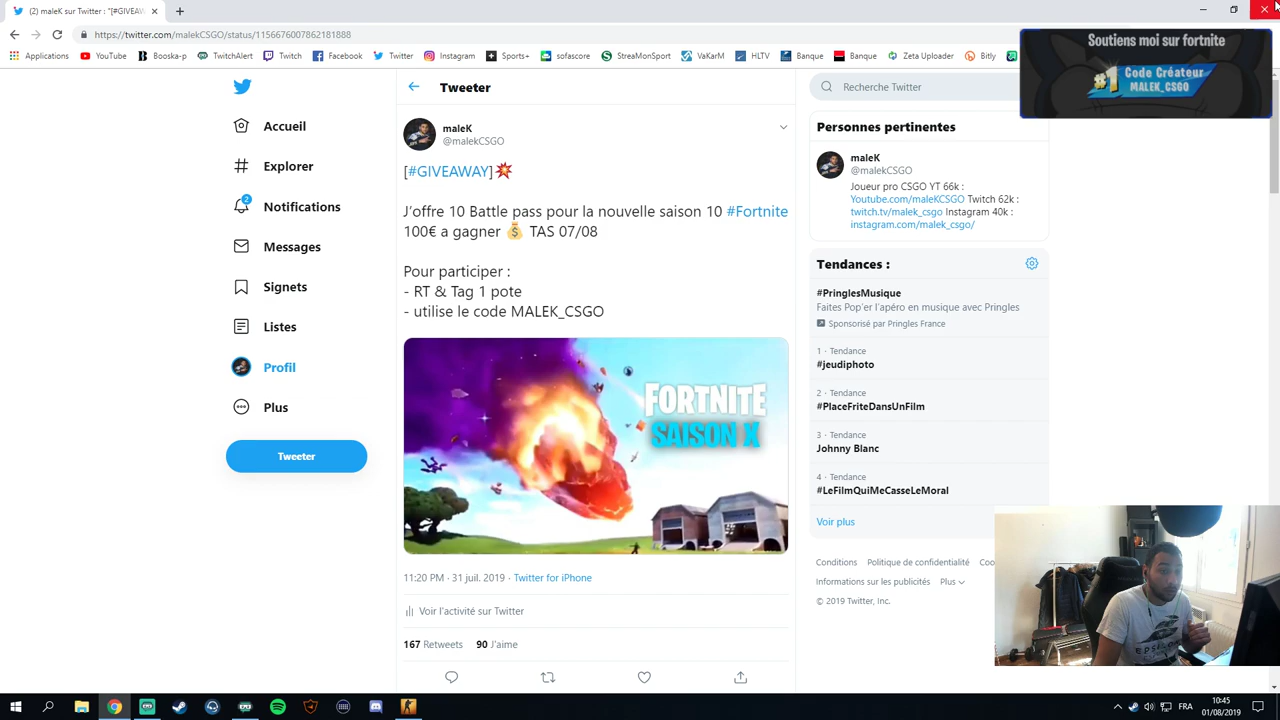 (2) maleK sur Twitter : "[#GIVEAW
https://twitter.com/malekCSGO/status/1156676007862181888
Applications
YouTube
Booska-p
TwitchAlert
Twitch
Facebook
Twitter
Instagram
Sports+
sofascore
StreaMonSport
VaKarM
HLTV
Banque
Banque
Zeta Uploader
Bitly
Soutiens moi sur fortnite
#1
Code Créateur
MALEK_CSGO
Accueil
Explorer
2
Notifications
Messages
Signets
Listes
Profil
Plus
Tweeter
Tweeter
maleK
@malekCSGO
[#GIVEAWAY]
J'offre 10 Battle pass pour la nouvelle saison 10 #Fortnite
100€ a gagner 💰 TAS 07/08
Pour participer :
- RT & Tag 1 pote
- utilise le code MALEK_CSGO
FORTNITE
SAISON X
11:20 PM · 31 juil. 2019 · Twitter for iPhone
Voir l'activité sur Twitter
167 Retweets 90 J'aime
Recherche Twitter
Personnes pertinentes
maleK
@malekCSGO
Joueur pro CSGO YT 66k :
Youtube.com/maleKCSGO Twitch 62k :
twitch.tv/malek_csgo Instagram 40k :
instagram.com/malek_csgo/
Tendances :
#PringlesMusique
Faites Pop'er l'apéro en musique avec Pringles
Sponsorisé par Pringles France
1 · Tendance
#jeudiphoto
2 · Tendance
#PlaceFriteDansUnFilm
3 · Tendance
Johnny Blanc
4 · Tendance
#LeFilmQuiMeCasseLeMoral
Voir plus
Conditions Politique de confidentialité Coo
Informations sur les publicités Plus
© 2019 Twitter, Inc.
FRA
10:45
01/08/2019